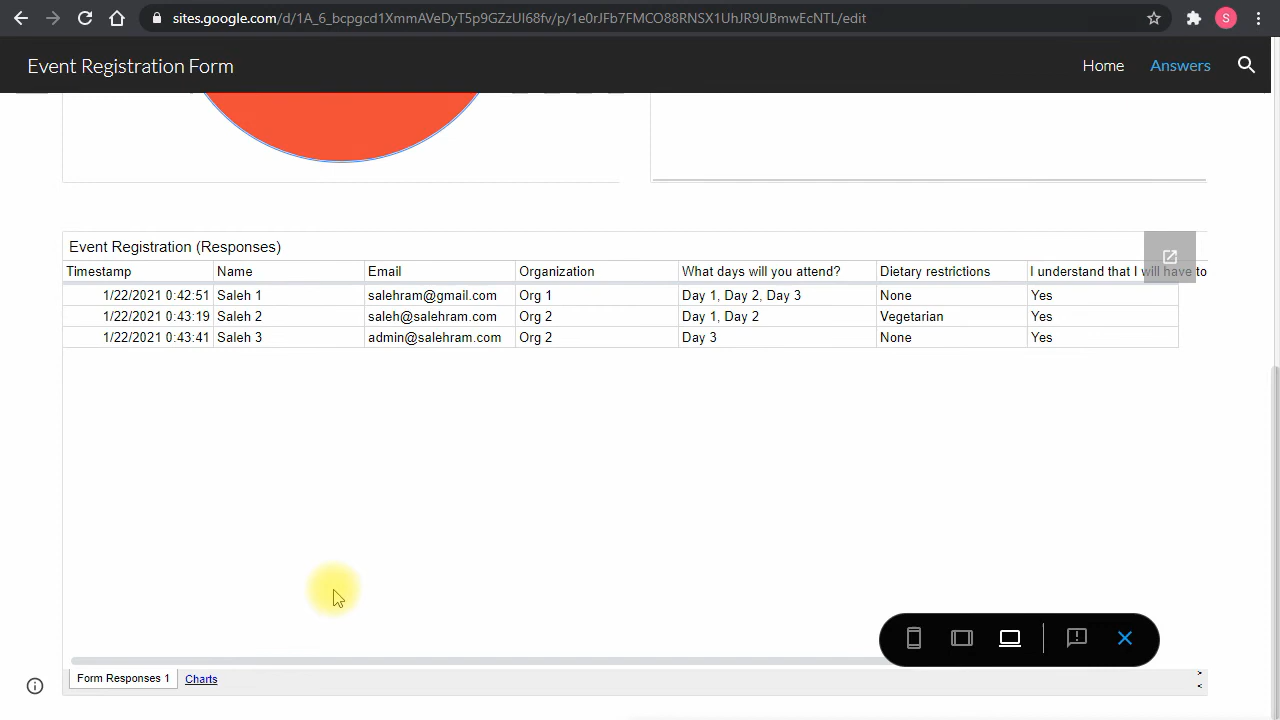 sites.google.com/d/1A_6_bcpgcd1XmmAVeDyT5p9GZzUI68fv/p/1e0rJFb7FMCO88RNSX1UhJR9UBmwEcNTL/edit
S
Event Registration Form
Home
Answers
Event Registration (Responses)
Timestamp Name Email Organization What days will you attend? Dietary restrictions I understand that I will have to
1/22/2021 0:42:51 Saleh 1 salehram@gmail.com Org 1 Day 1, Day 2, Day 3 None Yes
1/22/2021 0:43:19 Saleh 2 saleh@salehram.com Org 2 Day 1, Day 2 Vegetarian Yes
1/22/2021 0:43:41 Saleh 3 admin@salehram.com Org 2 Day 3 None Yes
Form Responses 1
Charts